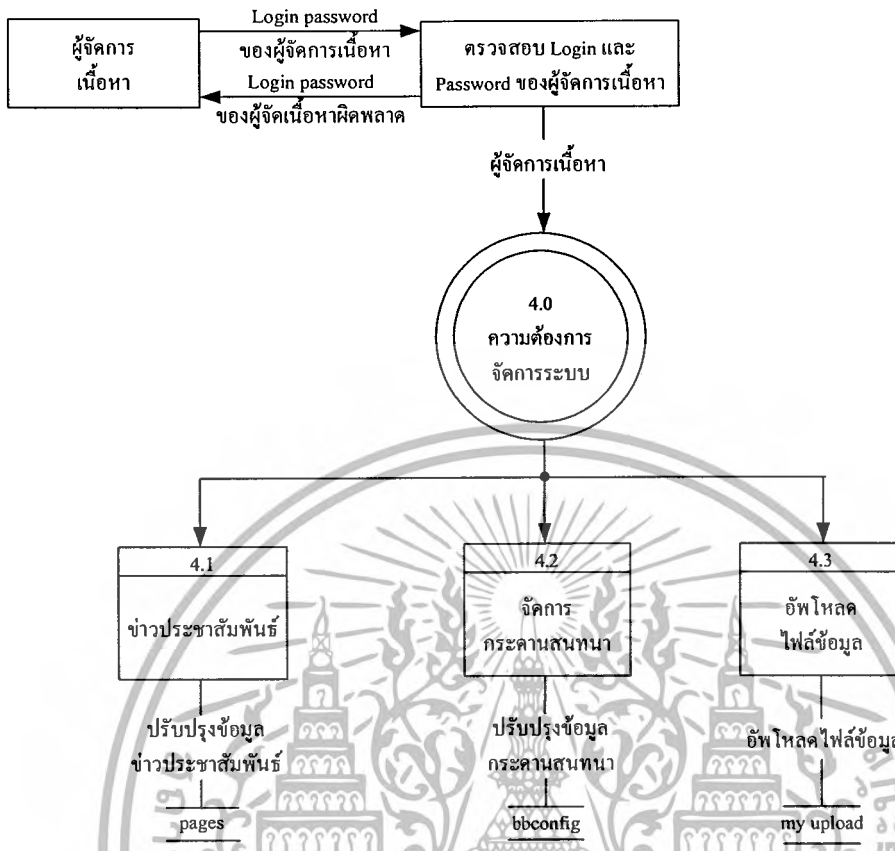 Login password
ผู้จัดการ
เนื้อหา
ของผู้จัดการเนื้อหา
Login password
ของผู้จัดเนื้อหาผิดพลาด
ตรวจสอบ Login และ
Password ของผู้จัดการเนื้อหา
ผู้จัดการเนื้อหา
4.0
ความต้องการ
จัดการระบบ
4.1
ข่าวประชาสัมพันธ์
4.2
จัดการ
กระดานสนทนา
4.3
อัพโหลด
ไฟล์ข้อมูล
ปรับปรุงข้อมูล
ข่าวประชาสัมพันธ์
ปรับปรุงข้อมูล
กระดานสนทนา
อัพโหลดไฟล์ข้อมูล
pages
bbconfig
my upload